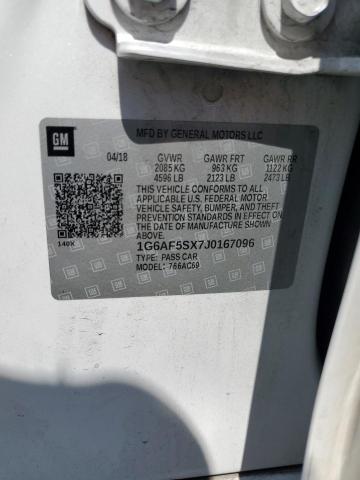 GM
MFD BY GENERAL MOTORS LLC
04/18 GVWR GAWR FRT GAWR RR
2085 KG 963 KG 1122 KG
4596 LB 2123 LB 2473 LB
THIS VEHICLE CONFORMS TO ALL
APPLICABLE U.S. FEDERAL MOTOR
VEHICLE SAFETY, BUMPER, AND THEFT
PREVENTION STANDARDS IN EFFECT ON
THE DATE OF MANUFACTURE SHOWN
ABOVE.
140X
1G6AF5SX7J0167096
TYPE: PASS CAR
MODEL: 766AC69